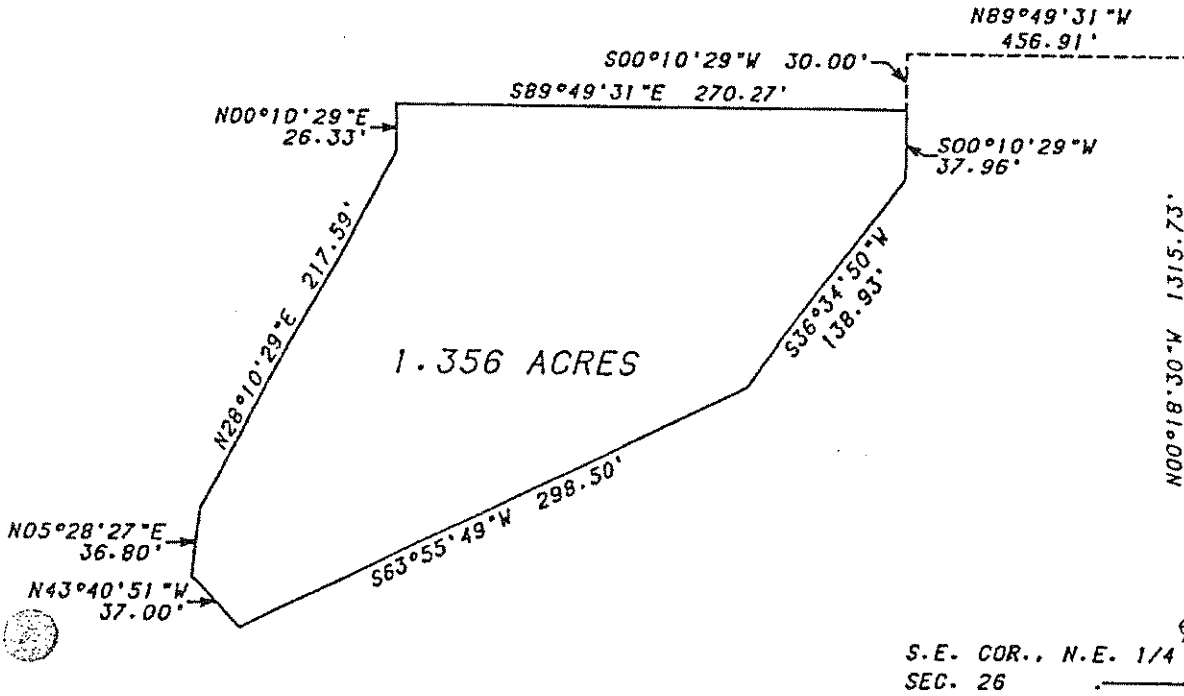 N89°49'31"W
456.91'
S00°10'29"W 30.00'
S89°49'31"E 270.27'
N00°10'29"E
26.33'
S00°10'29"W
37.96'
N28°10'29"E 217.59'
S36°34'50"W
138.93'
N00°18'30"W 1315.73'
1.356 ACRES
S63°55'49"W 298.50'
N05°28'27"E
36.80'
N43°40'51"W
37.00'
S.E. COR., N.E. 1/4
SEC. 26